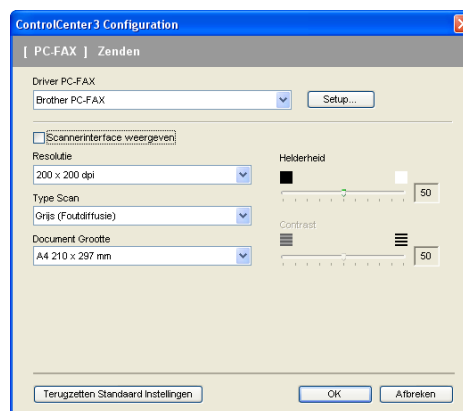 ControlCenter3 Configuration
[ PC-FAX ] Zenden
Driver PC-FAX
Brother PC-FAX
Setup...
Scannerinterface weergeven
Resolutie
200 x 200 dpi
Type Scan
Grijs (Foutdiffusie)
Document Grootte
A4 210 x 297 mm
Helderheid
50
Contrast
50
Terugzetten Standaard Instellingen
OK
Afbreken